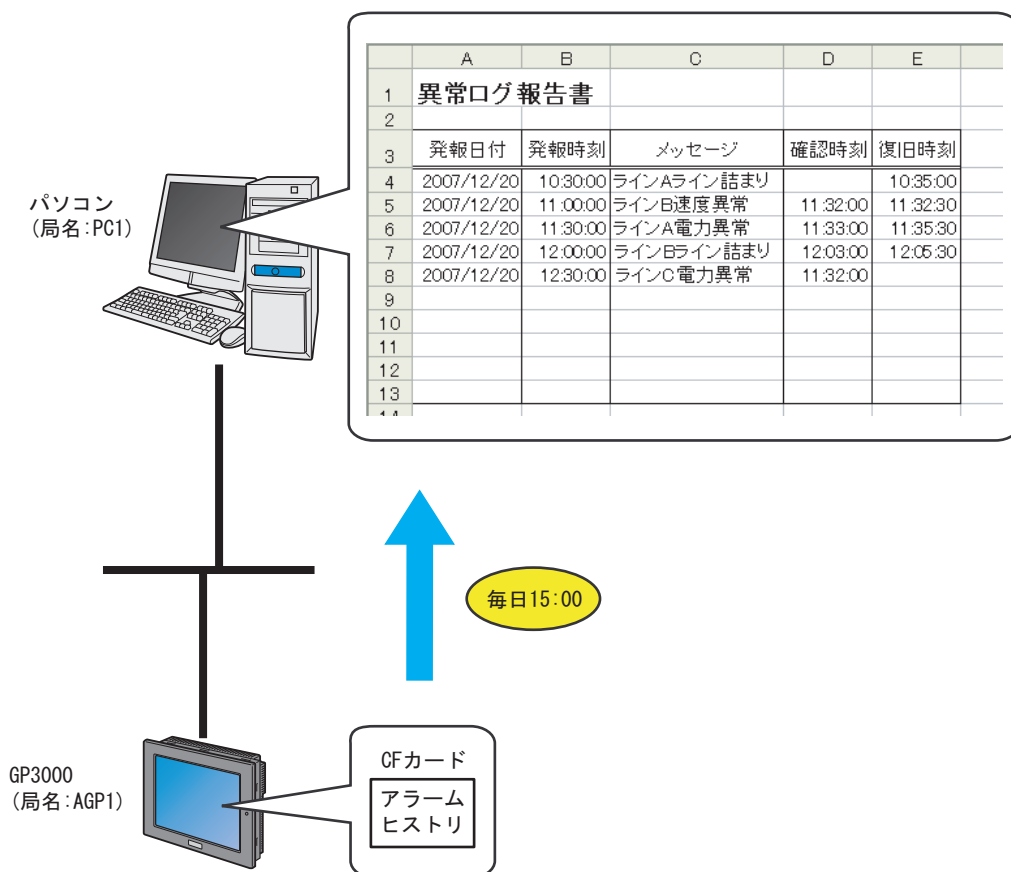 A B C D E
1 異常ログ報告書
2
3 発報日付 発報時刻 メッセージ 確認時刻 復旧時刻
4 2007/12/20 10:30:00 ラインAライン詰まり 10:35:00
5 2007/12/20 11:00:00 ラインB速度異常 11:32:00 11:32:30
6 2007/12/20 11:30:00 ラインA電力異常 11:33:00 11:35:30
7 2007/12/20 12:00:00 ラインBライン詰まり 12:03:00 12:05:30
8 2007/12/20 12:30:00 ラインC電力異常 11:32:00
9
10
11
12
13
パソコン
(局名:PC1)
毎日15:00
GP3000
(局名:AGP1)
CFカード
アラーム
ヒストリ